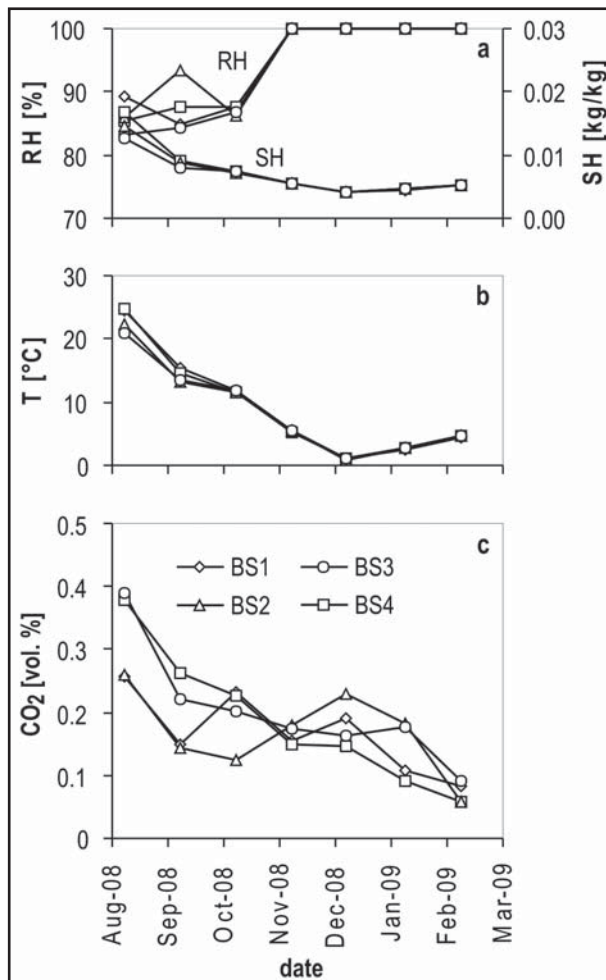 100 0.03
a
RH
90 0.02
RH [%] SH [kg/kg]
80 0.01
SH
70 0.00
30
b
20
T [°C]
10
0
0.5
c
BS1 BS3
0.4
BS2 BS4
0.3
CO₂ [vol. %]
0.2
0.1
0
Aug-08 Sep-08 Oct-08 Nov-08 Dec-08 Jan-09 Feb-09 Mar-09
date